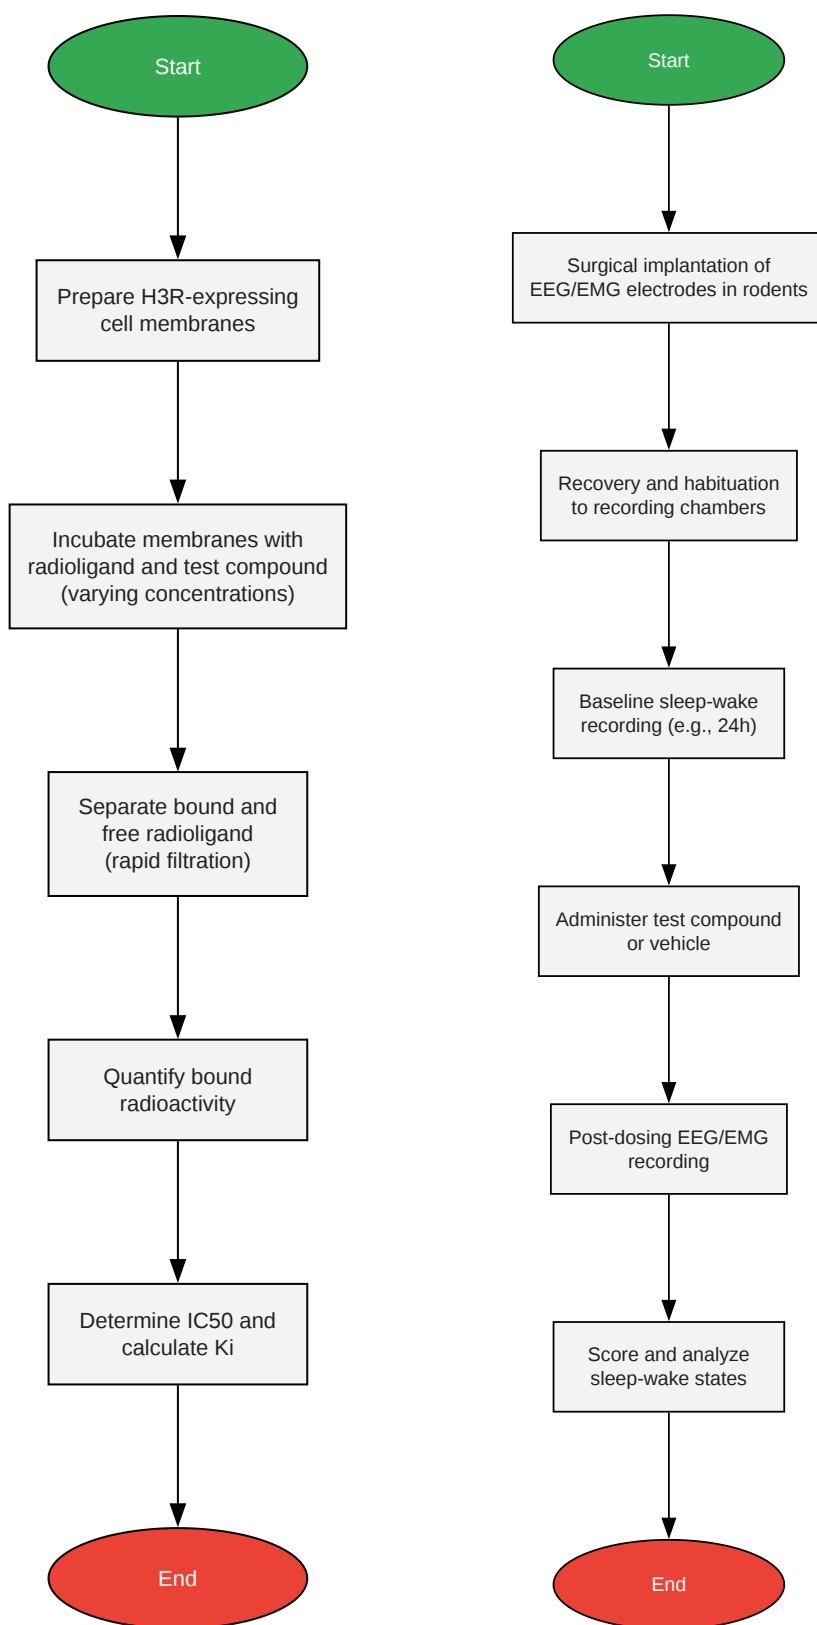 Start
Prepare H3R-expressing
cell membranes
Incubate membranes with
radioligand and test compound
(varying concentrations)
Separate bound and
free radioligand
(rapid filtration)
Quantify bound
radioactivity
Determine IC50 and
calculate Ki
End
Start
Surgical implantation of
EEG/EMG electrodes in rodents
Recovery and habituation
to recording chambers
Baseline sleep-wake
recording (e.g., 24h)
Administer test compound
or vehicle
Post-dosing EEG/EMG
recording
Score and analyze
sleep-wake states
End